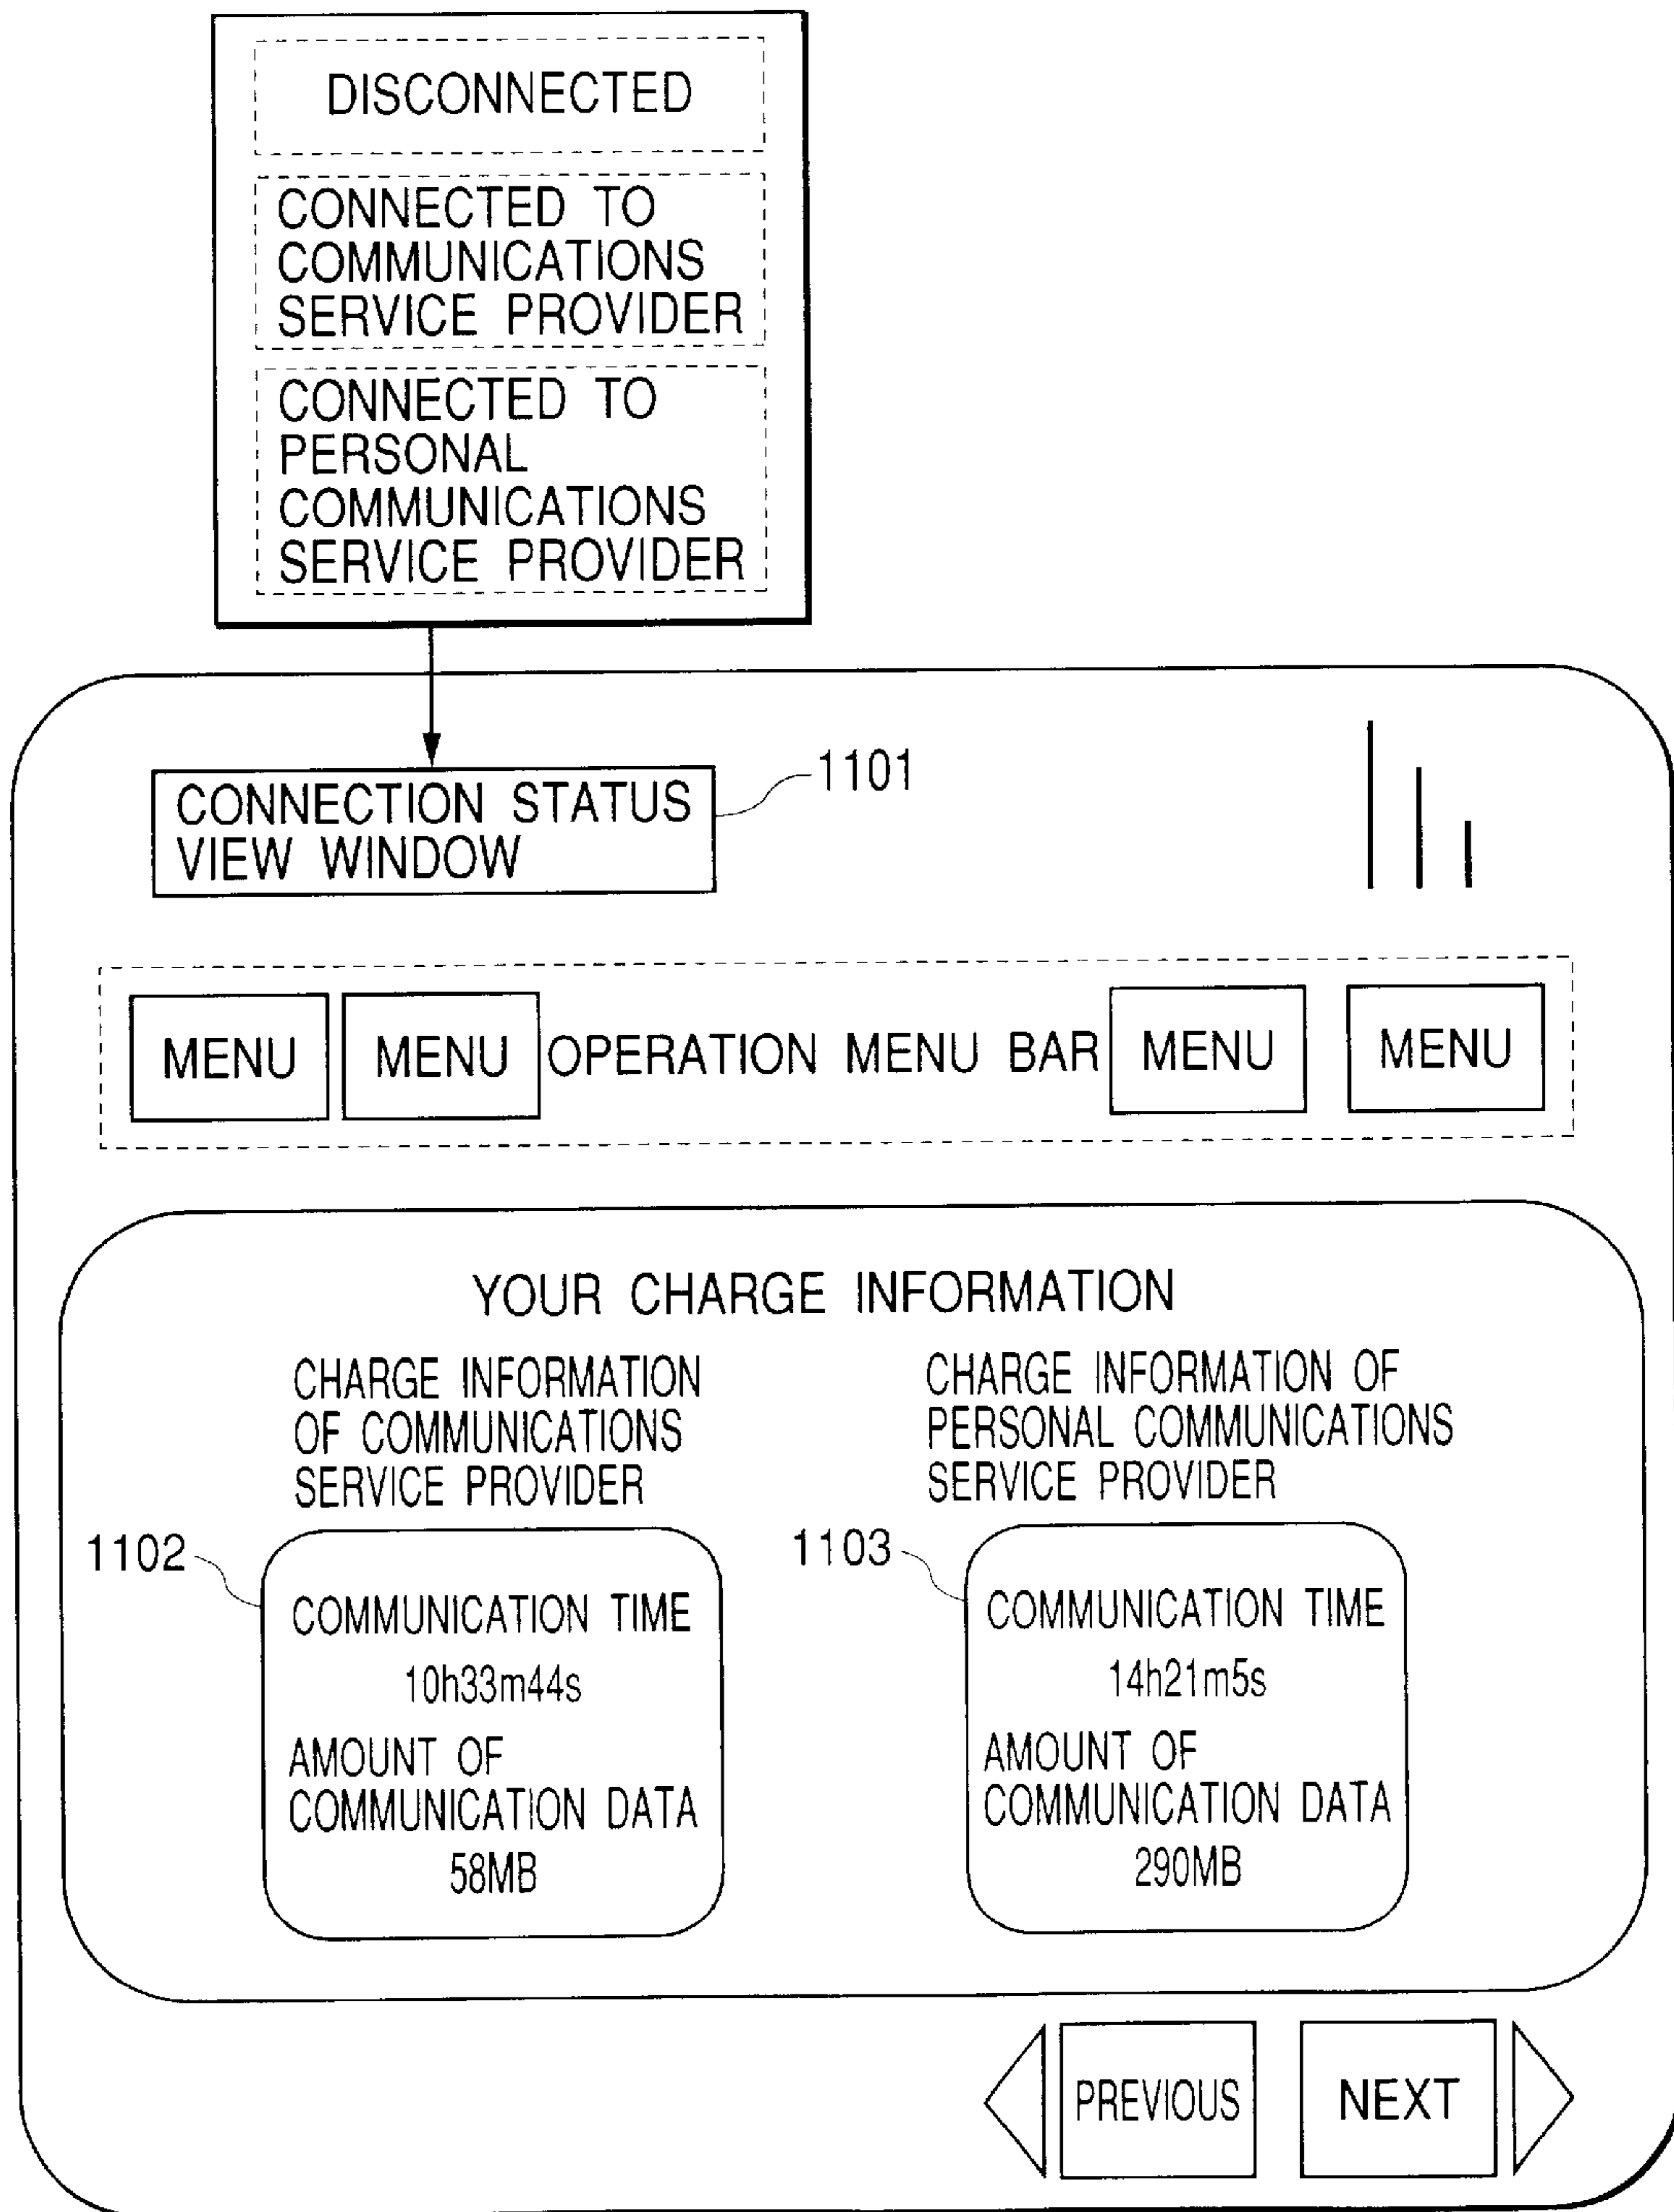 DISCONNECTED
CONNECTED TO
COMMUNICATIONS
SERVICE PROVIDER
CONNECTED TO
PERSONAL
COMMUNICATIONS
SERVICE PROVIDER
CONNECTION STATUS
VIEW WINDOW
1101
MENU MENU OPERATION MENU BAR MENU MENU
YOUR CHARGE INFORMATION
CHARGE INFORMATION
OF COMMUNICATIONS
SERVICE PROVIDER
1102
COMMUNICATION TIME
10h33m44s
AMOUNT OF
COMMUNICATION DATA
58MB
CHARGE INFORMATION OF
PERSONAL COMMUNICATIONS
SERVICE PROVIDER
1103
COMMUNICATION TIME
14h21m5s
AMOUNT OF
COMMUNICATION DATA
290MB
PREVIOUS NEXT